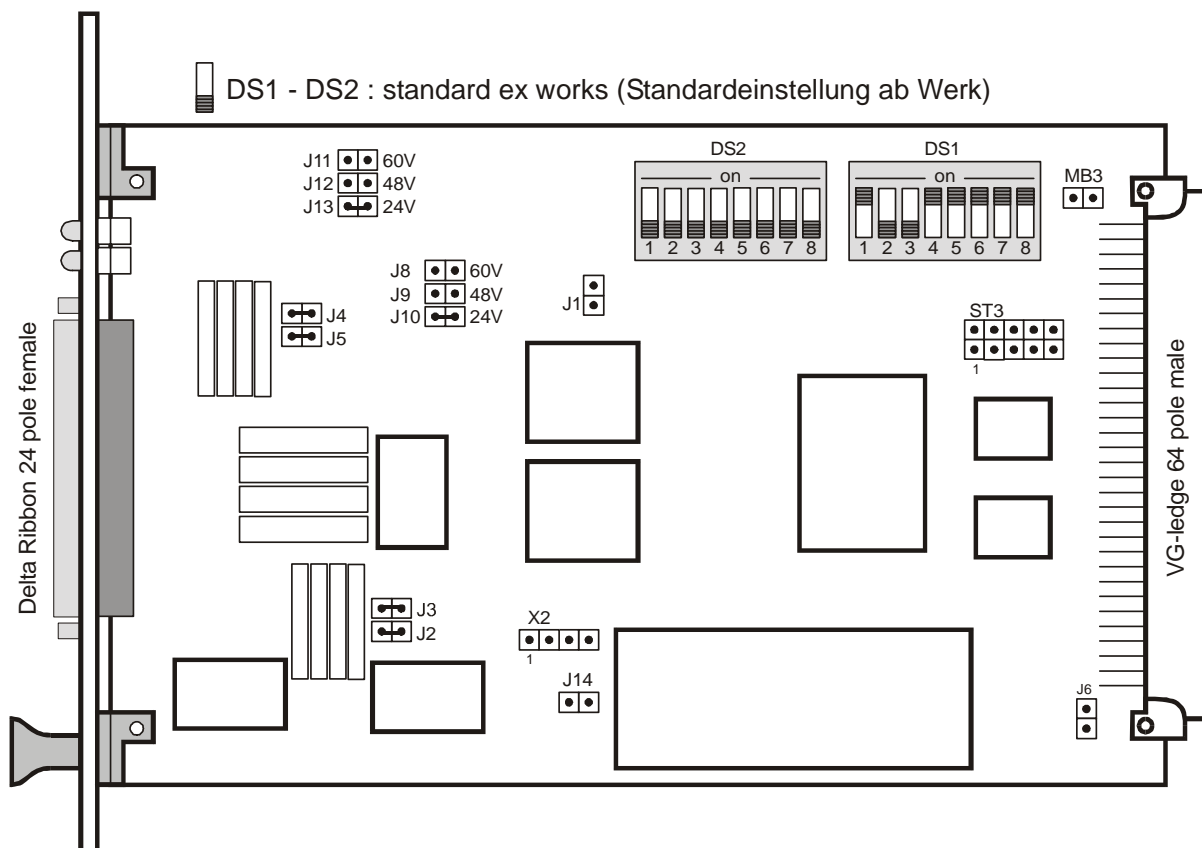 DS1 - DS2 : standard ex works (Standardeinstellung ab Werk)
DS2
on
1 2 3 4 5 6 7 8
DS1
on
1 2 3 4 5 6 7 8
MB3
J11 60V
J12 48V
J13 24V
J8 60V
J9 48V
J10 24V
J4
J5
J1
ST3
1
Delta Ribbon 24 pole female
VG-ledge 64 pole male
J3
J2
X2
1
J14
J6